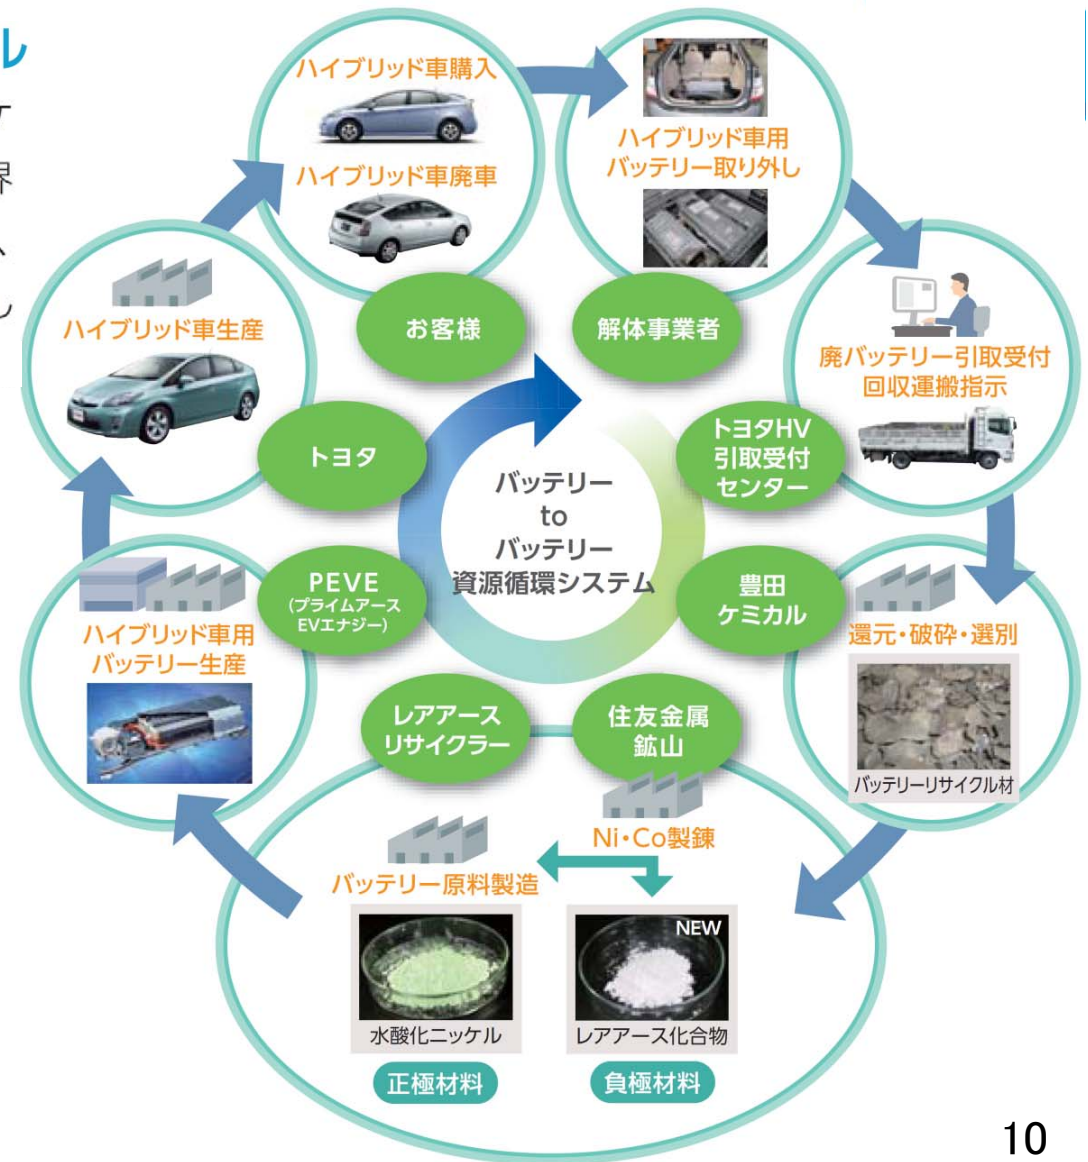 ル
ケ
界
へ
し
ハイブリッド車購入
ハイブリッド車廃車
お客様
ハイブリッド車用
バッテリー取り外し
解体事業者
廃バッテリー引取受付
回収運搬指示
トヨタHV
引取受付
センター
還元・破砕・選別
バッテリーリサイクル材
豊田
ケミカル
住友金属
鉱山
Ni・Co製錬
レアアース
リサイクラー
バッテリー原料製造
水酸化ニッケル
正極材料
NEW
レアアース化合物
負極材料
PEVE
(プライムアース
EVエナジー)
ハイブリッド車用
バッテリー生産
トヨタ
ハイブリッド車生産
バッテリー
to
バッテリー
資源循環システム
10